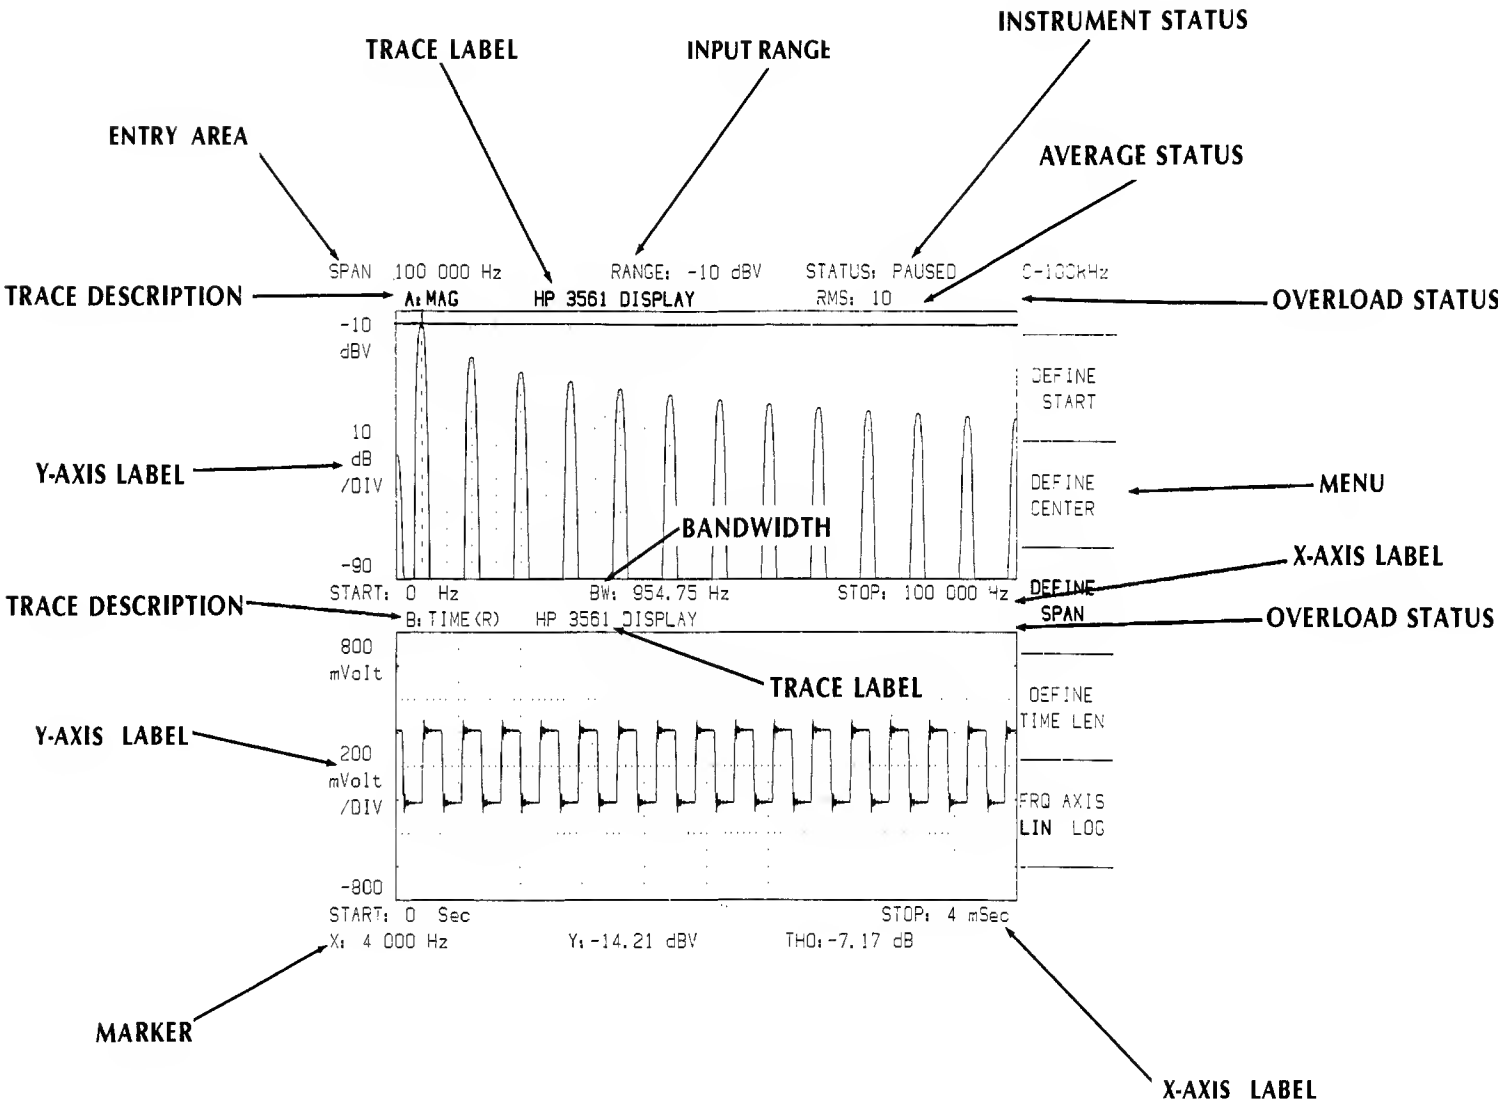 INSTRUMENT STATUS
TRACE LABEL
INPUT RANGE
ENTRY AREA
AVERAGE STATUS
SPAN 100 000 Hz RANGE: -10 dBV STATUS: PAUSED 0-100kHz
TRACE DESCRIPTION
A: MAG HP 3561 DISPLAY RMS: 10
OVERLOAD STATUS
-10
dBV
DEFINE
START
10
dB
/DIV
Y-AXIS LABEL
DEFINE
CENTER
MENU
BANDWIDTH
X-AXIS LABEL
-90
START: 0 Hz BW: 954.75 Hz STOP: 100 000 Hz
DEFINE
SPAN
TRACE DESCRIPTION
B: TIME(R) HP 3561 DISPLAY
OVERLOAD STATUS
800
mVolt
TRACE LABEL
DEFINE
TIME LEN
Y-AXIS LABEL
200
mVolt
/DIV
FRQ AXIS
LIN LOG
-800
START: 0 Sec STOP: 4 mSec
X: 4 000 Hz Y:-14.21 dBV THD:-7.17 dB
MARKER
X-AXIS LABEL